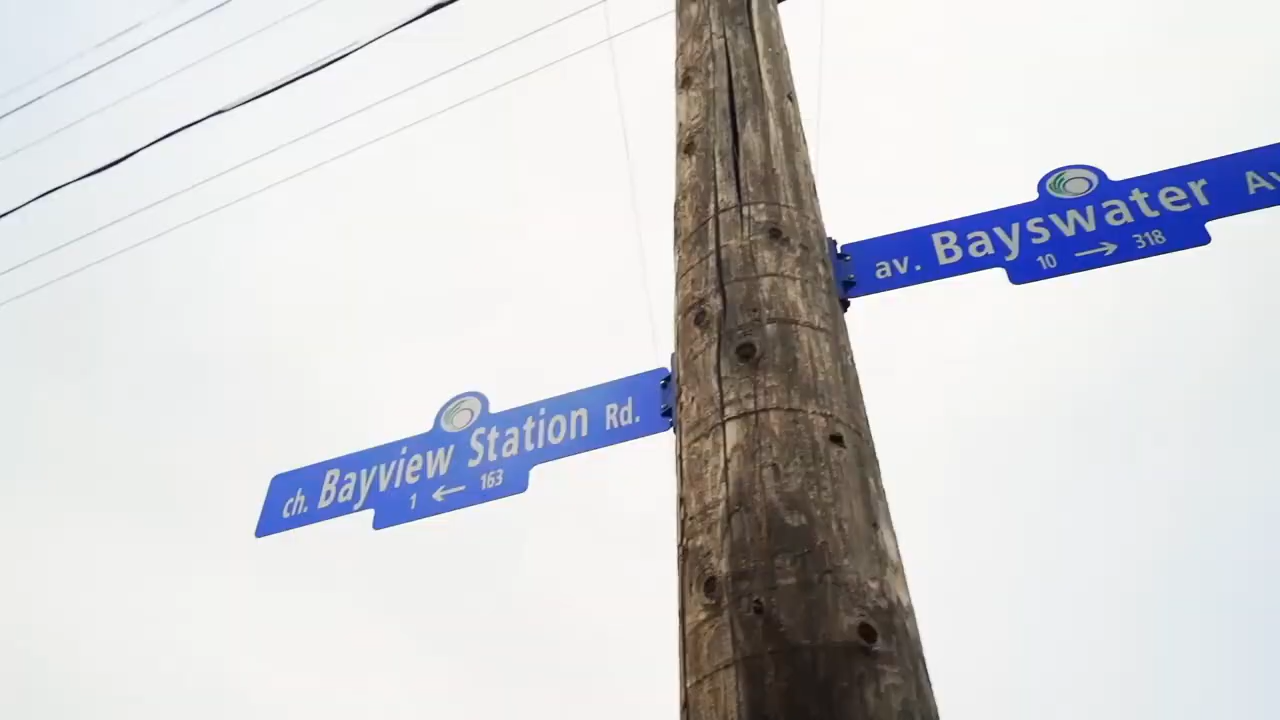 av. Bayswater Av
10 → 318
ch. Bayview Station Rd.
1 ← 163